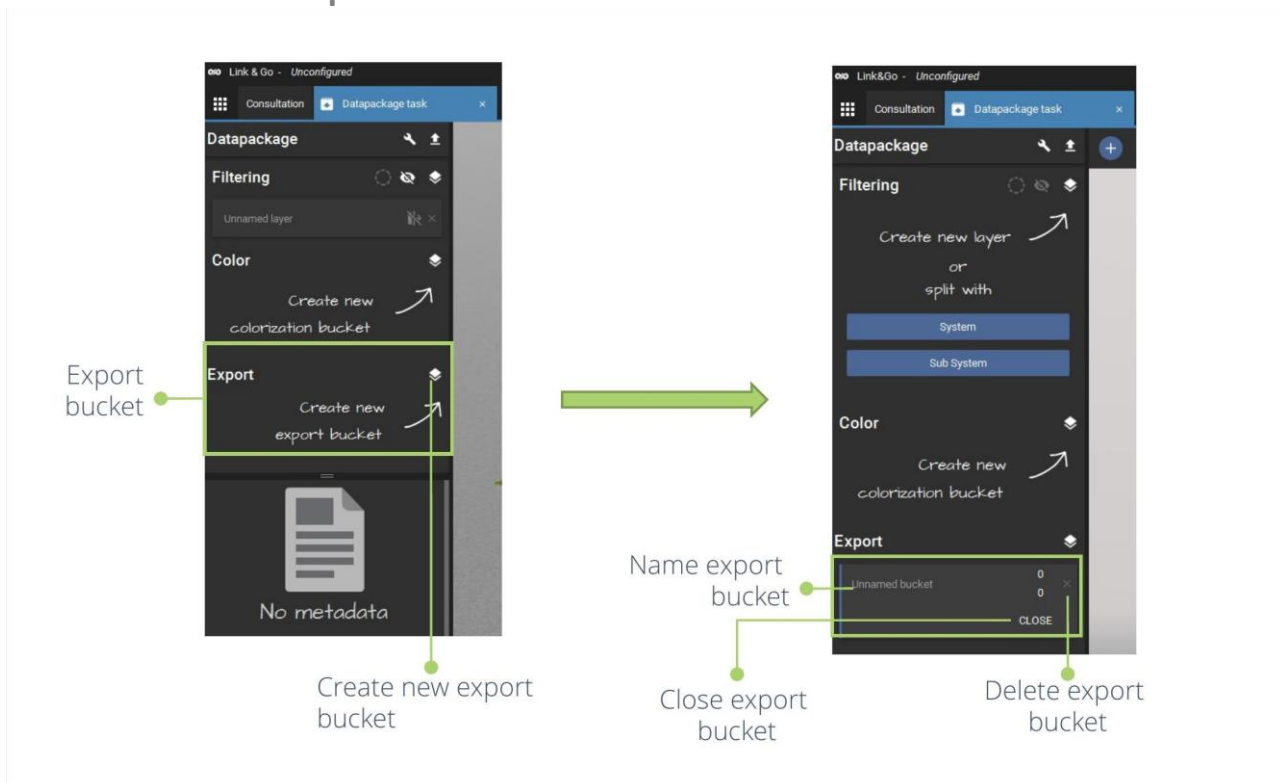 Link & Go - Unconfigured
Consultation
Datapackage task
×
Datapackage
Filtering
Unnamed layer
×
Color
Create new
colorization bucket
Export
Create new
export bucket
No metadata
Export
bucket
Create new export
bucket
Link&Go - Unconfigured
Consultation
Datapackage task
×
Datapackage
+
Filtering
Create new layer
or
split with
System
Sub System
Color
Create new
colorization bucket
Export
Unnamed bucket
0
0
×
CLOSE
Name export
bucket
Close export
bucket
Delete export
bucket